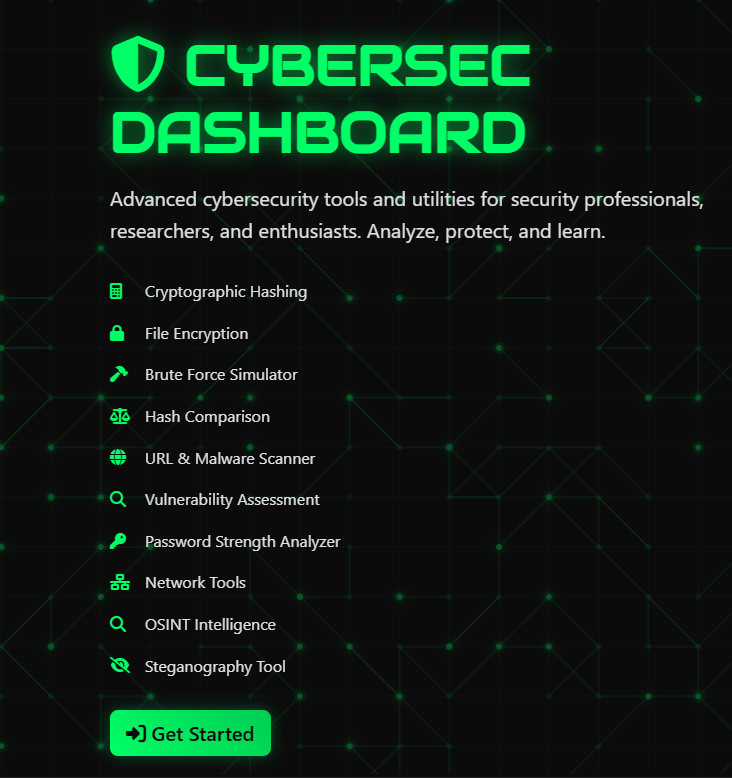 CYBERSEC
DASHBOARD
Advanced cybersecurity tools and utilities for security professionals,
researchers, and enthusiasts. Analyze, protect, and learn.
Cryptographic Hashing
File Encryption
Brute Force Simulator
Hash Comparison
URL & Malware Scanner
Vulnerability Assessment
Password Strength Analyzer
Network Tools
OSINT Intelligence
Steganography Tool
Get Started